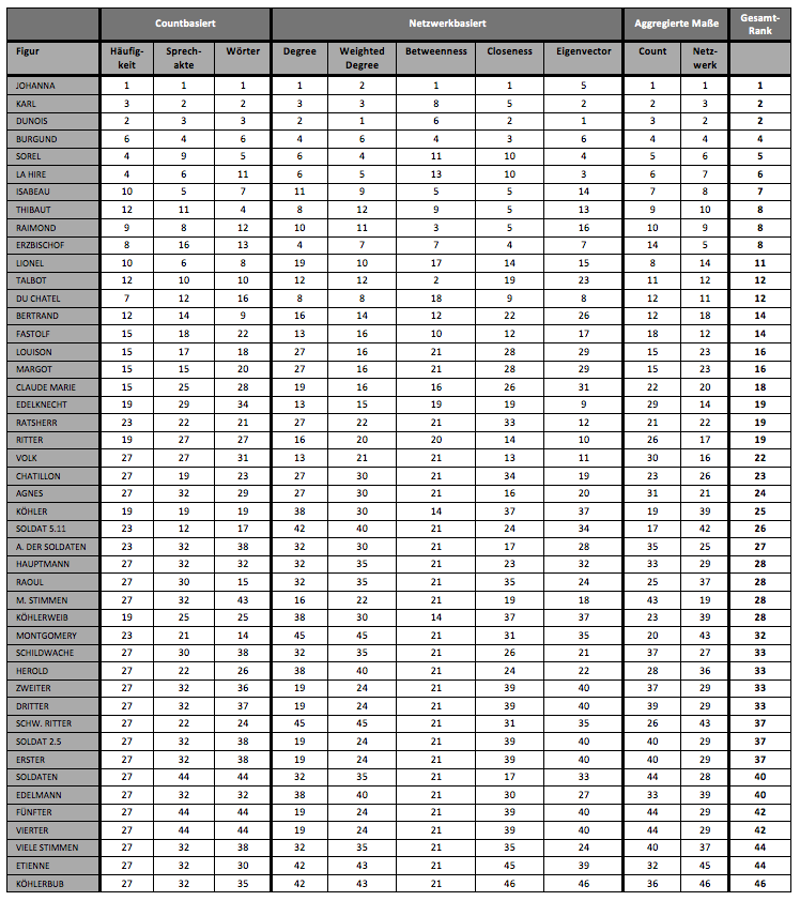 Countbasiert Netzwerkbasiert Aggregierte Maße Gesamt-Rank
Figur Häufig-keit Sprech-akte Wörter Degree Weighted Degree Betweenness Closeness Eigenvector Count Netz-werk
JOHANNA 1 1 1 1 2 1 1 5 1 1 1
KARL 3 2 2 3 3 8 5 2 2 3 2
DUNOIS 2 3 3 2 1 6 2 1 3 2 2
BURGUND 6 4 6 4 6 4 3 6 4 4 4
SOREL 4 9 5 6 4 11 10 4 5 6 5
LA HIRE 4 6 11 6 5 13 10 3 6 7 6
ISABEAU 10 5 7 11 9 5 5 14 7 8 7
THIBAUT 12 11 4 8 12 9 5 13 9 10 8
RAIMOND 9 8 12 10 11 3 5 16 10 9 8
ERZBISCHOF 8 16 13 4 7 7 4 7 14 5 8
LIONEL 10 6 8 19 10 17 14 15 8 14 11
TALBOT 12 10 10 12 12 2 19 23 11 12 12
DU CHATEL 7 12 16 8 8 18 9 8 12 11 12
BERTRAND 12 14 9 16 14 12 22 26 12 18 14
FASTOLF 15 18 22 13 16 10 12 17 18 12 14
LOUISON 15 17 18 27 16 21 28 29 15 23 16
MARGOT 15 15 20 27 16 21 28 29 15 23 16
CLAUDE MARIE 15 25 28 19 16 16 26 31 22 20 18
EDELKNECHT 19 29 34 13 15 19 19 9 29 14 19
RATSHERR 23 22 21 27 22 21 33 12 21 22 19
RITTER 19 27 27 16 20 20 14 10 26 17 19
VOLK 27 27 31 13 21 21 13 11 30 16 22
CHATILLON 27 19 23 27 30 21 34 19 23 26 23
AGNES 27 32 29 27 30 21 16 20 31 21 24
KÖHLER 19 19 19 38 30 14 37 37 19 39 25
SOLDAT 5.11 23 12 17 42 40 21 24 34 17 42 26
A. DER SOLDATEN 23 32 38 32 30 21 17 28 35 25 27
HAUPTMANN 27 32 32 32 35 21 23 32 33 29 28
RAOUL 27 30 15 32 35 21 35 24 25 37 28
M. STIMMEN 27 32 43 16 22 21 19 18 43 19 28
KÖHLERWEIB 19 25 25 38 30 14 37 37 23 39 28
MONTGOMERY 23 21 14 45 45 21 31 35 20 43 32
SCHILDWACHE 27 30 38 32 35 21 26 21 37 27 33
HEROLD 27 22 26 38 40 21 24 22 28 36 33
ZWEITER 27 32 36 19 24 21 39 40 37 29 33
DRITTER 27 32 37 19 24 21 39 40 39 29 33
SCHW. RITTER 27 22 24 45 45 21 31 35 26 43 37
SOLDAT 2.5 27 32 38 19 24 21 39 40 40 29 37
ERSTER 27 32 38 19 24 21 39 40 40 29 37
SOLDATEN 27 44 44 32 35 21 17 33 44 28 40
EDELMANN 27 32 32 38 40 21 30 27 33 39 40
FÜNFTER 27 44 44 19 24 21 39 40 44 29 42
VIERTER 27 44 44 19 24 21 39 40 44 29 42
VIELE STIMMEN 27 32 38 32 35 21 35 24 40 37 44
ETIENNE 27 32 30 42 43 21 45 39 32 45 44
KÖHLERBUB 27 32 35 42 43 21 46 46 36 46 46